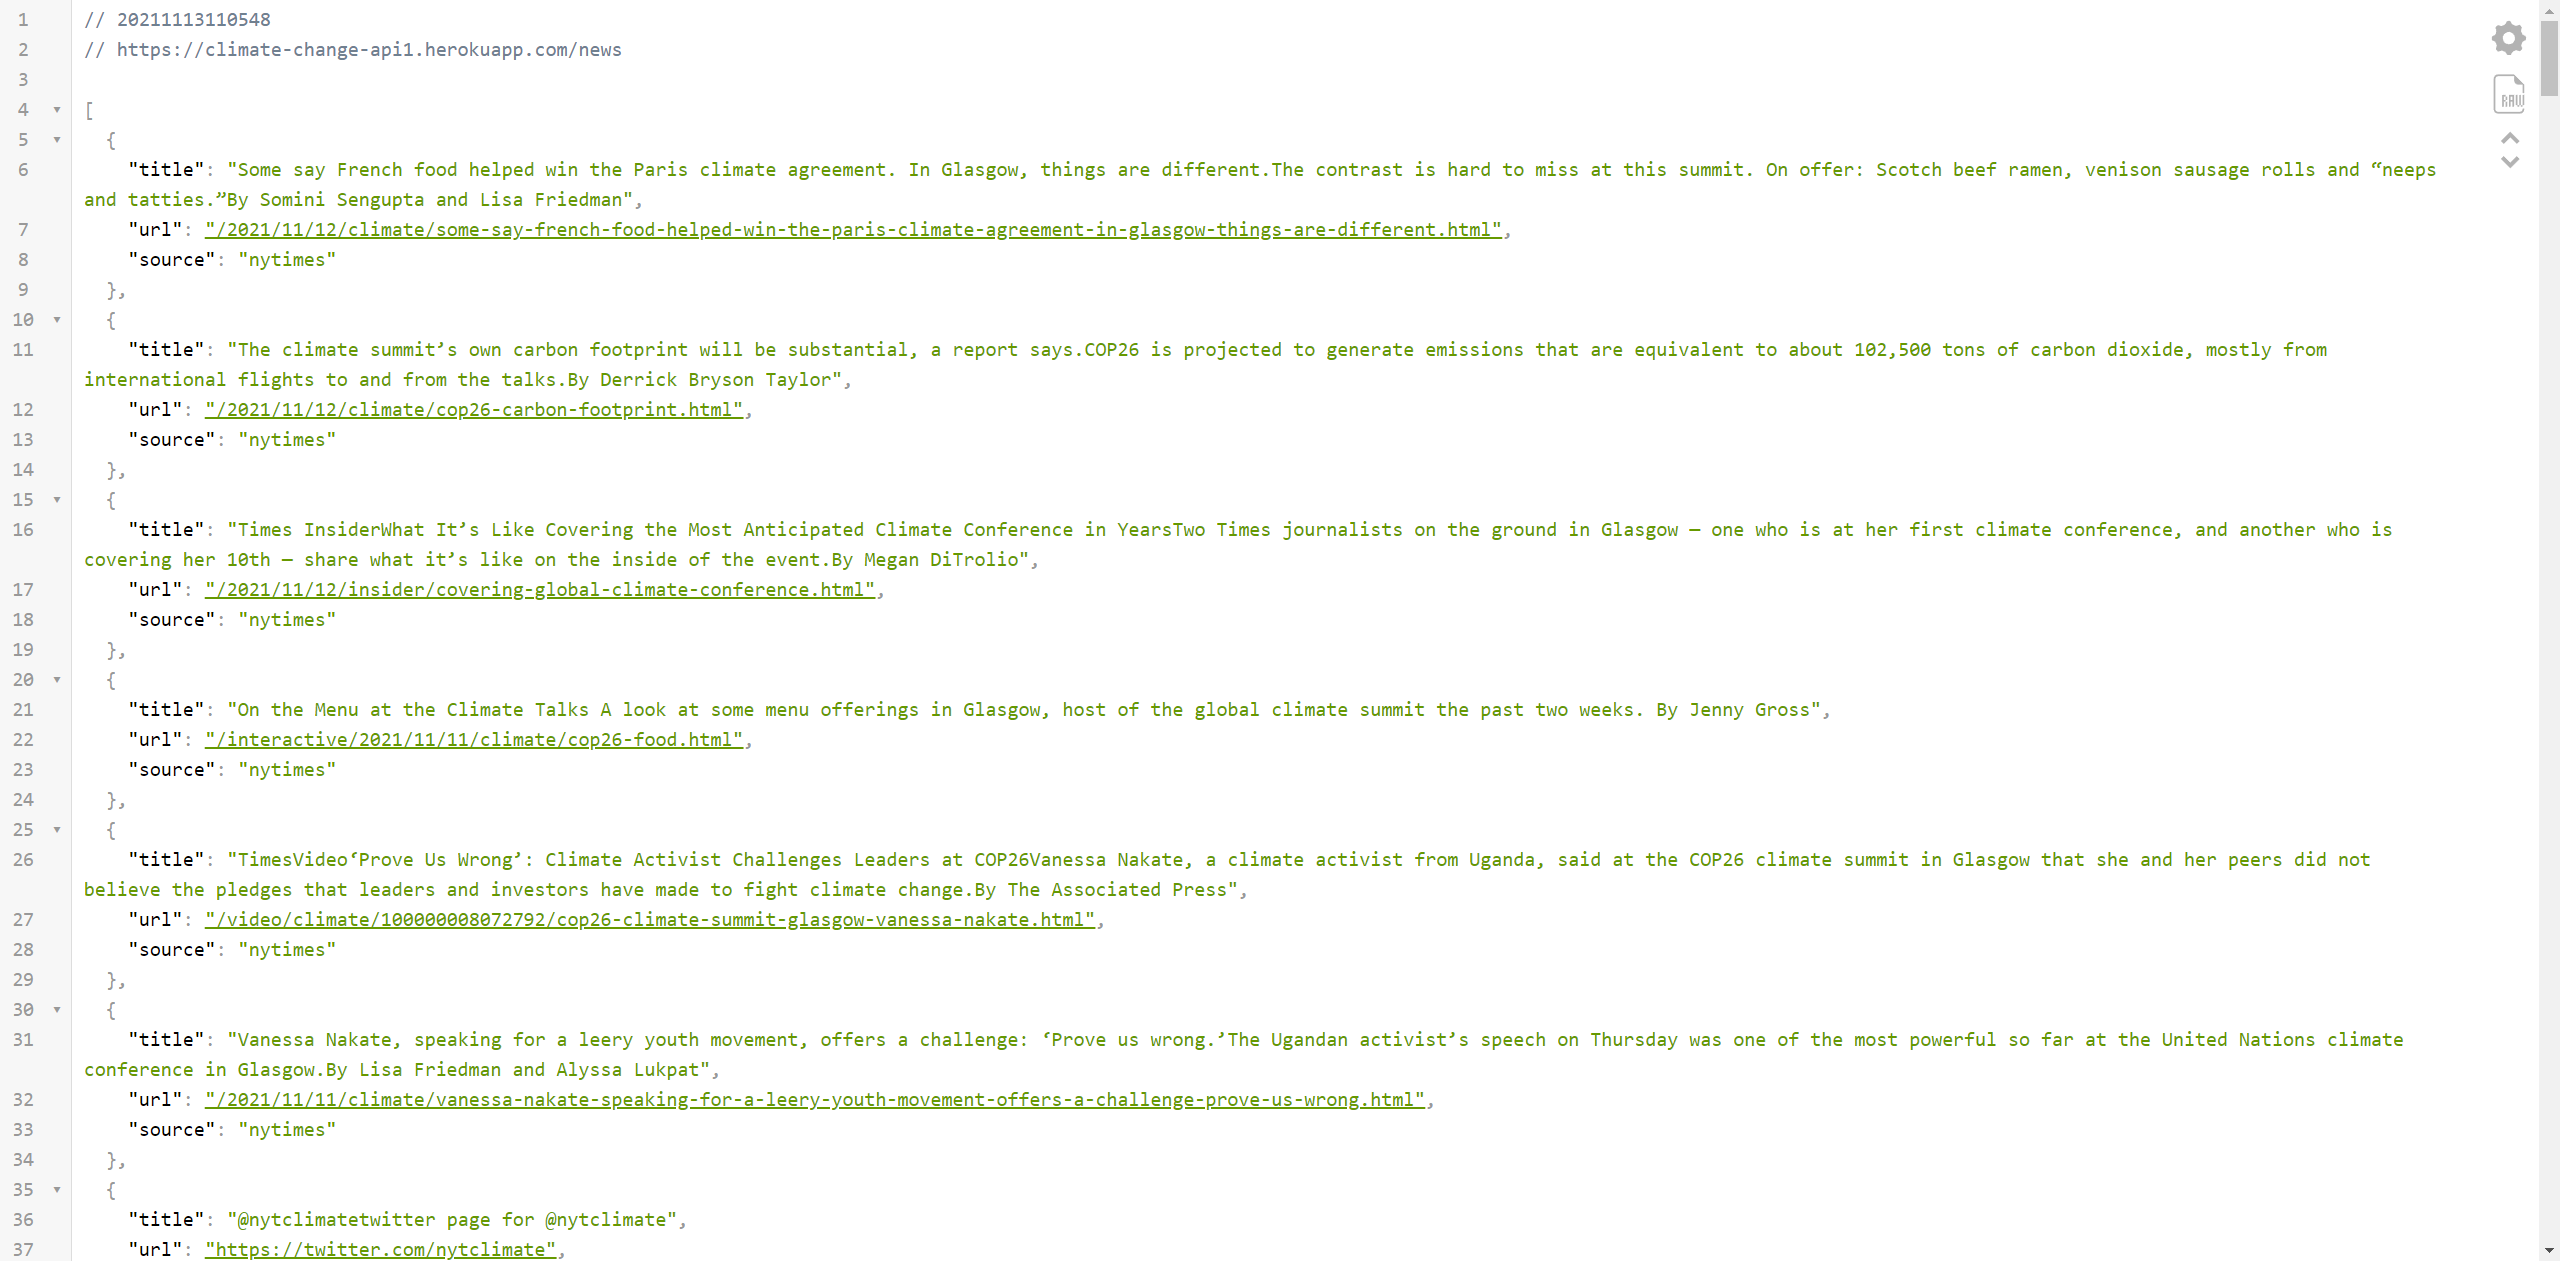 1 // 20211113110548
2 // https://climate-change-api1.herokuapp.com/news
3
4 [
5 {
6 "title": "Some say French food helped win the Paris climate agreement. In Glasgow, things are different.The contrast is hard to miss at this summit. On offer: Scotch beef ramen, venison sausage rolls and “neeps
and tatties.”By Somini Sengupta and Lisa Friedman",
7 "url": "/2021/11/12/climate/some-say-french-food-helped-win-the-paris-climate-agreement-in-glasgow-things-are-different.html",
8 "source": "nytimes"
9 },
10 {
11 "title": "The climate summit’s own carbon footprint will be substantial, a report says.COP26 is projected to generate emissions that are equivalent to about 102,500 tons of carbon dioxide, mostly from
international flights to and from the talks.By Derrick Bryson Taylor",
12 "url": "/2021/11/12/climate/cop26-carbon-footprint.html",
13 "source": "nytimes"
14 },
15 {
16 "title": "Times InsiderWhat It’s Like Covering the Most Anticipated Climate Conference in YearsTwo Times journalists on the ground in Glasgow — one who is at her first climate conference, and another who is
covering her 10th — share what it’s like on the inside of the event.By Megan DiTrolio",
17 "url": "/2021/11/12/insider/covering-global-climate-conference.html",
18 "source": "nytimes"
19 },
20 {
21 "title": "On the Menu at the Climate Talks A look at some menu offerings in Glasgow, host of the global climate summit the past two weeks. By Jenny Gross",
22 "url": "/interactive/2021/11/11/climate/cop26-food.html",
23 "source": "nytimes"
24 },
25 {
26 "title": "TimesVideo‘Prove Us Wrong’: Climate Activist Challenges Leaders at COP26Vanessa Nakate, a climate activist from Uganda, said at the COP26 climate summit in Glasgow that she and her peers did not
believe the pledges that leaders and investors have made to fight climate change.By The Associated Press",
27 "url": "/video/climate/100000008072792/cop26-climate-summit-glasgow-vanessa-nakate.html",
28 "source": "nytimes"
29 },
30 {
31 "title": "Vanessa Nakate, speaking for a leery youth movement, offers a challenge: ‘Prove us wrong.’The Ugandan activist’s speech on Thursday was one of the most powerful so far at the United Nations climate
conference in Glasgow.By Lisa Friedman and Alyssa Lukpat",
32 "url": "/2021/11/11/climate/vanessa-nakate-speaking-for-a-leery-youth-movement-offers-a-challenge-prove-us-wrong.html",
33 "source": "nytimes"
34 },
35 {
36 "title": "@nytclimatetwitter page for @nytclimate",
37 "url": "https://twitter.com/nytclimate",
RAW